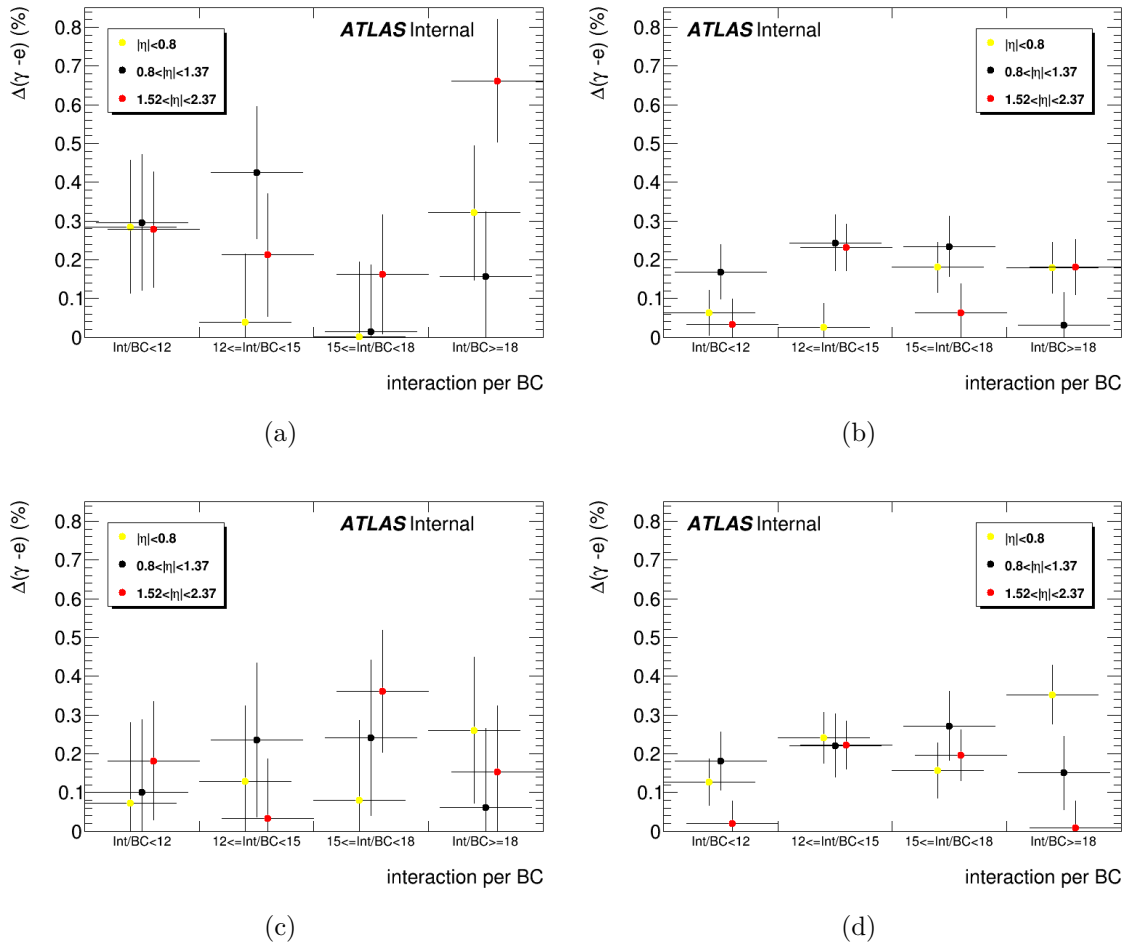 Δ(γ -e) (%)
0.8
0.7
0.6
0.5
0.4
0.3
0.2
0.1
0
ATLAS Internal
|η|<0.8
0.8<|η|<1.37
1.52<|η|<2.37
Int/BC<12
12<=Int/BC<15
15<=Int/BC<18
Int/BC>=18
interaction per BC
(a)
Δ(γ -e) (%)
0.8
0.7
0.6
0.5
0.4
0.3
0.2
0.1
0
ATLAS Internal
|η|<0.8
0.8<|η|<1.37
1.52<|η|<2.37
Int/BC<12
12<=Int/BC<15
15<=Int/BC<18
Int/BC>=18
interaction per BC
(b)
Δ(γ -e) (%)
0.8
0.7
0.6
0.5
0.4
0.3
0.2
0.1
0
ATLAS Internal
|η|<0.8
0.8<|η|<1.37
1.52<|η|<2.37
Int/BC<12
12<=Int/BC<15
15<=Int/BC<18
Int/BC>=18
interaction per BC
(c)
Δ(γ -e) (%)
0.8
0.7
0.6
0.5
0.4
0.3
0.2
0.1
0
ATLAS Internal
|η|<0.8
0.8<|η|<1.37
1.52<|η|<2.37
Int/BC<12
12<=Int/BC<15
15<=Int/BC<18
Int/BC>=18
interaction per BC
(d)